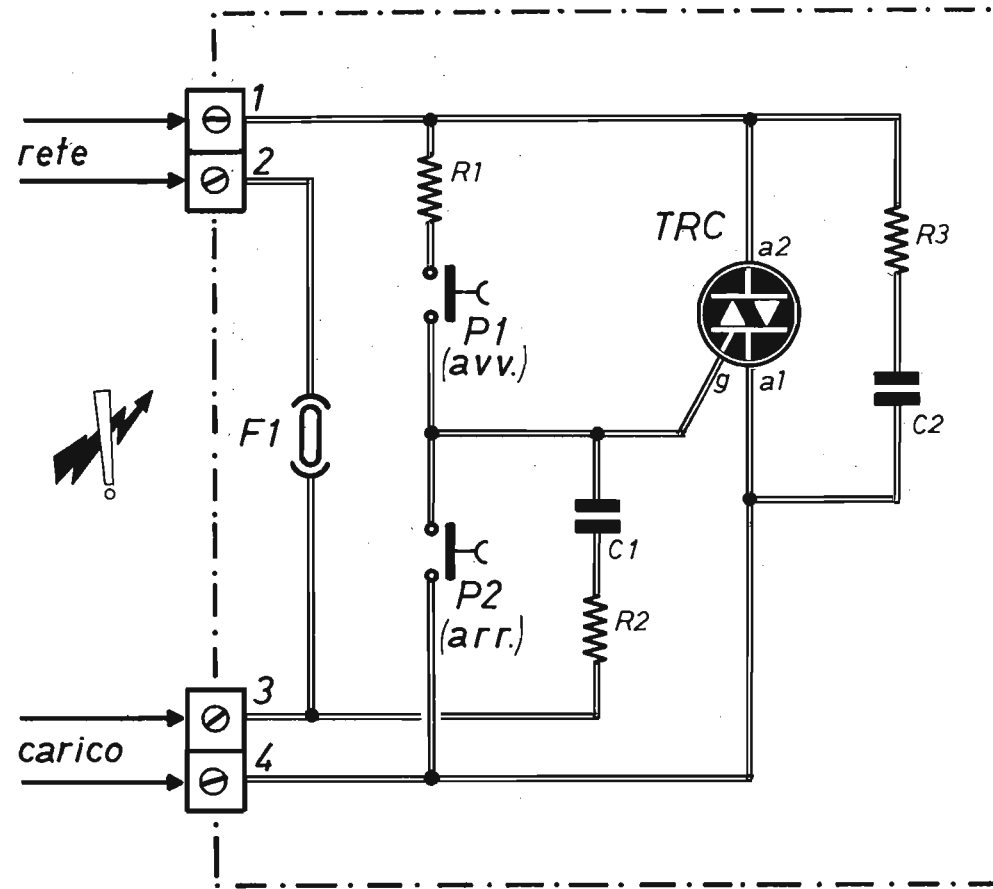 1
rete
2
R1
TRC
a2
R3
P1
(avv.)
g
a1
F1
C2
C1
P2
(arr.)
R2
3
carico
4